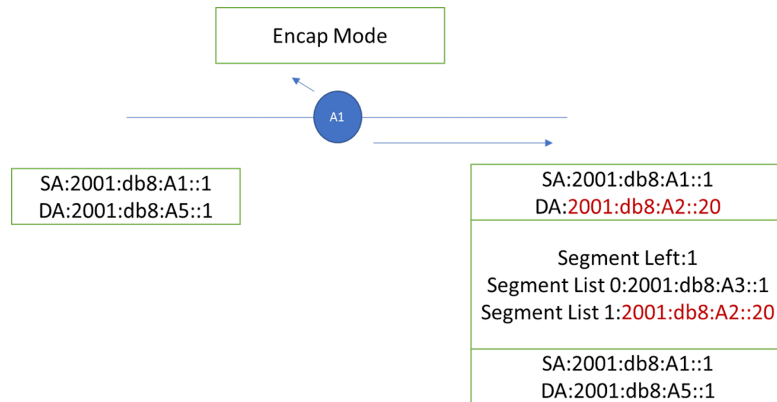 Encap Mode
A1
SA:2001:db8:A1::1
DA:2001:db8:A5::1
SA:2001:db8:A1::1
DA:2001:db8:A2::20
Segment Left:1
Segment List 0:2001:db8:A3::1
Segment List 1:2001:db8:A2::20
SA:2001:db8:A1::1
DA:2001:db8:A5::1